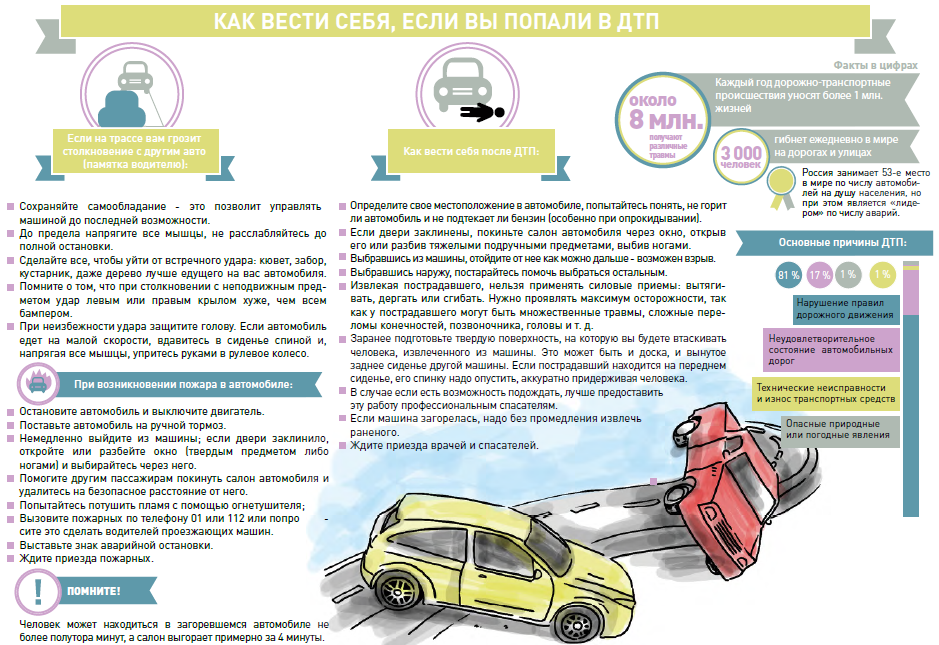 КАК ВЕСТИ СЕБЯ, ЕСЛИ ВЫ ПОПАЛИ В ДТП
Если на трассе вам грозит
столкновение с другим авто
(памятка водителю):
Сохраняйте самообладание - это позволит управлять
машиной до последней возможности.
До предела напрягите все мышцы, не расслабляйтесь до
полной остановки.
Сделайте все, чтобы уйти от встречного удара: кювет, забор,
кустарник, даже дерево лучше едущего на вас автомобиля.
Помните о том, что при столкновении с неподвижным пред-
метом удар левым или правым крылом хуже, чем всем
бампером.
При неизбежности удара защитите голову. Если автомобиль
едет на малой скорости, вдавитесь в сиденье спиной и,
напрягая все мышцы, упритесь руками в рулевое колесо.
При возникновении пожара в автомобиле:
Остановите автомобиль и выключите двигатель.
Поставьте автомобиль на ручной тормоз.
Немедленно выйдите из машины; если двери заклинило,
откройте или разбейте окно (твердым предметом либо
ногами) и выбирайтесь через него.
Помогите другим пассажирам покинуть салон автомобиля и
удалитесь на безопасное расстояние от него.
Попытайтесь потушить пламя с помощью огнетушителя;
Вызовите пожарных по телефону 01 или 112 или попро -
сите это сделать водителей проезжающих машин.
Выставьте знак аварийной остановки.
Ждите приезда пожарных.
! ПОМНИТЕ!
Человек может находиться в загоревшемся автомобиле не
более полутора минут, а салон выгорает примерно за 4 минуты.
Как вести себя после ДТП:
Определите свое местоположение в автомобиле, попытайтесь понять, не горит
ли автомобиль и не подтекает ли бензин (особенно при опрокидывании).
Если двери заклинены, покиньте салон автомобиля через окно, открыв
его или разбив тяжелыми подручными предметами, выбив ногами.
Выбравшись из машины, отойдите от нее как можно дальше - возможен взрыв.
Выбравшись наружу, постарайтесь помочь выбраться остальным.
Извлекая пострадавшего, нельзя применять силовые приемы: вытяги-
вать, дергать или сгибать. Нужно проявлять максимум осторожности, так
как у пострадавшего могут быть множественные травмы, сложные пере-
ломы конечностей, позвоночника, головы и т. д.
Заранее подготовьте твердую поверхность, на которую вы будете втаскивать
человека, извлеченного из машины. Это может быть и доска, и вынутое
заднее сиденье другой машины. Если пострадавший находится на переднем
сиденье, его спинку надо опустить, аккуратно придерживая человека.
В случае если есть возможность подождать, лучше предоставить
эту работу профессиональным спасателям.
Если машина загорелась, надо без промедления извлечь
раненого.
Ждите приезда врачей и спасателей.
Факты в цифрах
Каждый год дорожно-транспортные
происшествия уносят более 1 млн.
жизней
около
8 млн.
получают
различные
травмы
3 000
человек
гибнет ежедневно в мире
на дорогах и улицах
Россия занимает 53-е место
в мире по числу автомоби-
лей на душу населения, но
при этом является «лиде-
ром» по числу аварий.
Основные причины ДТП:
81 % 17 % 1 % 1 %
Нарушение правил
дорожного движения
Неудовлетворительное
состояние автомобильных
дорог
Технические неисправности
и износ транспортных средств
Опасные природные
или погодные явления